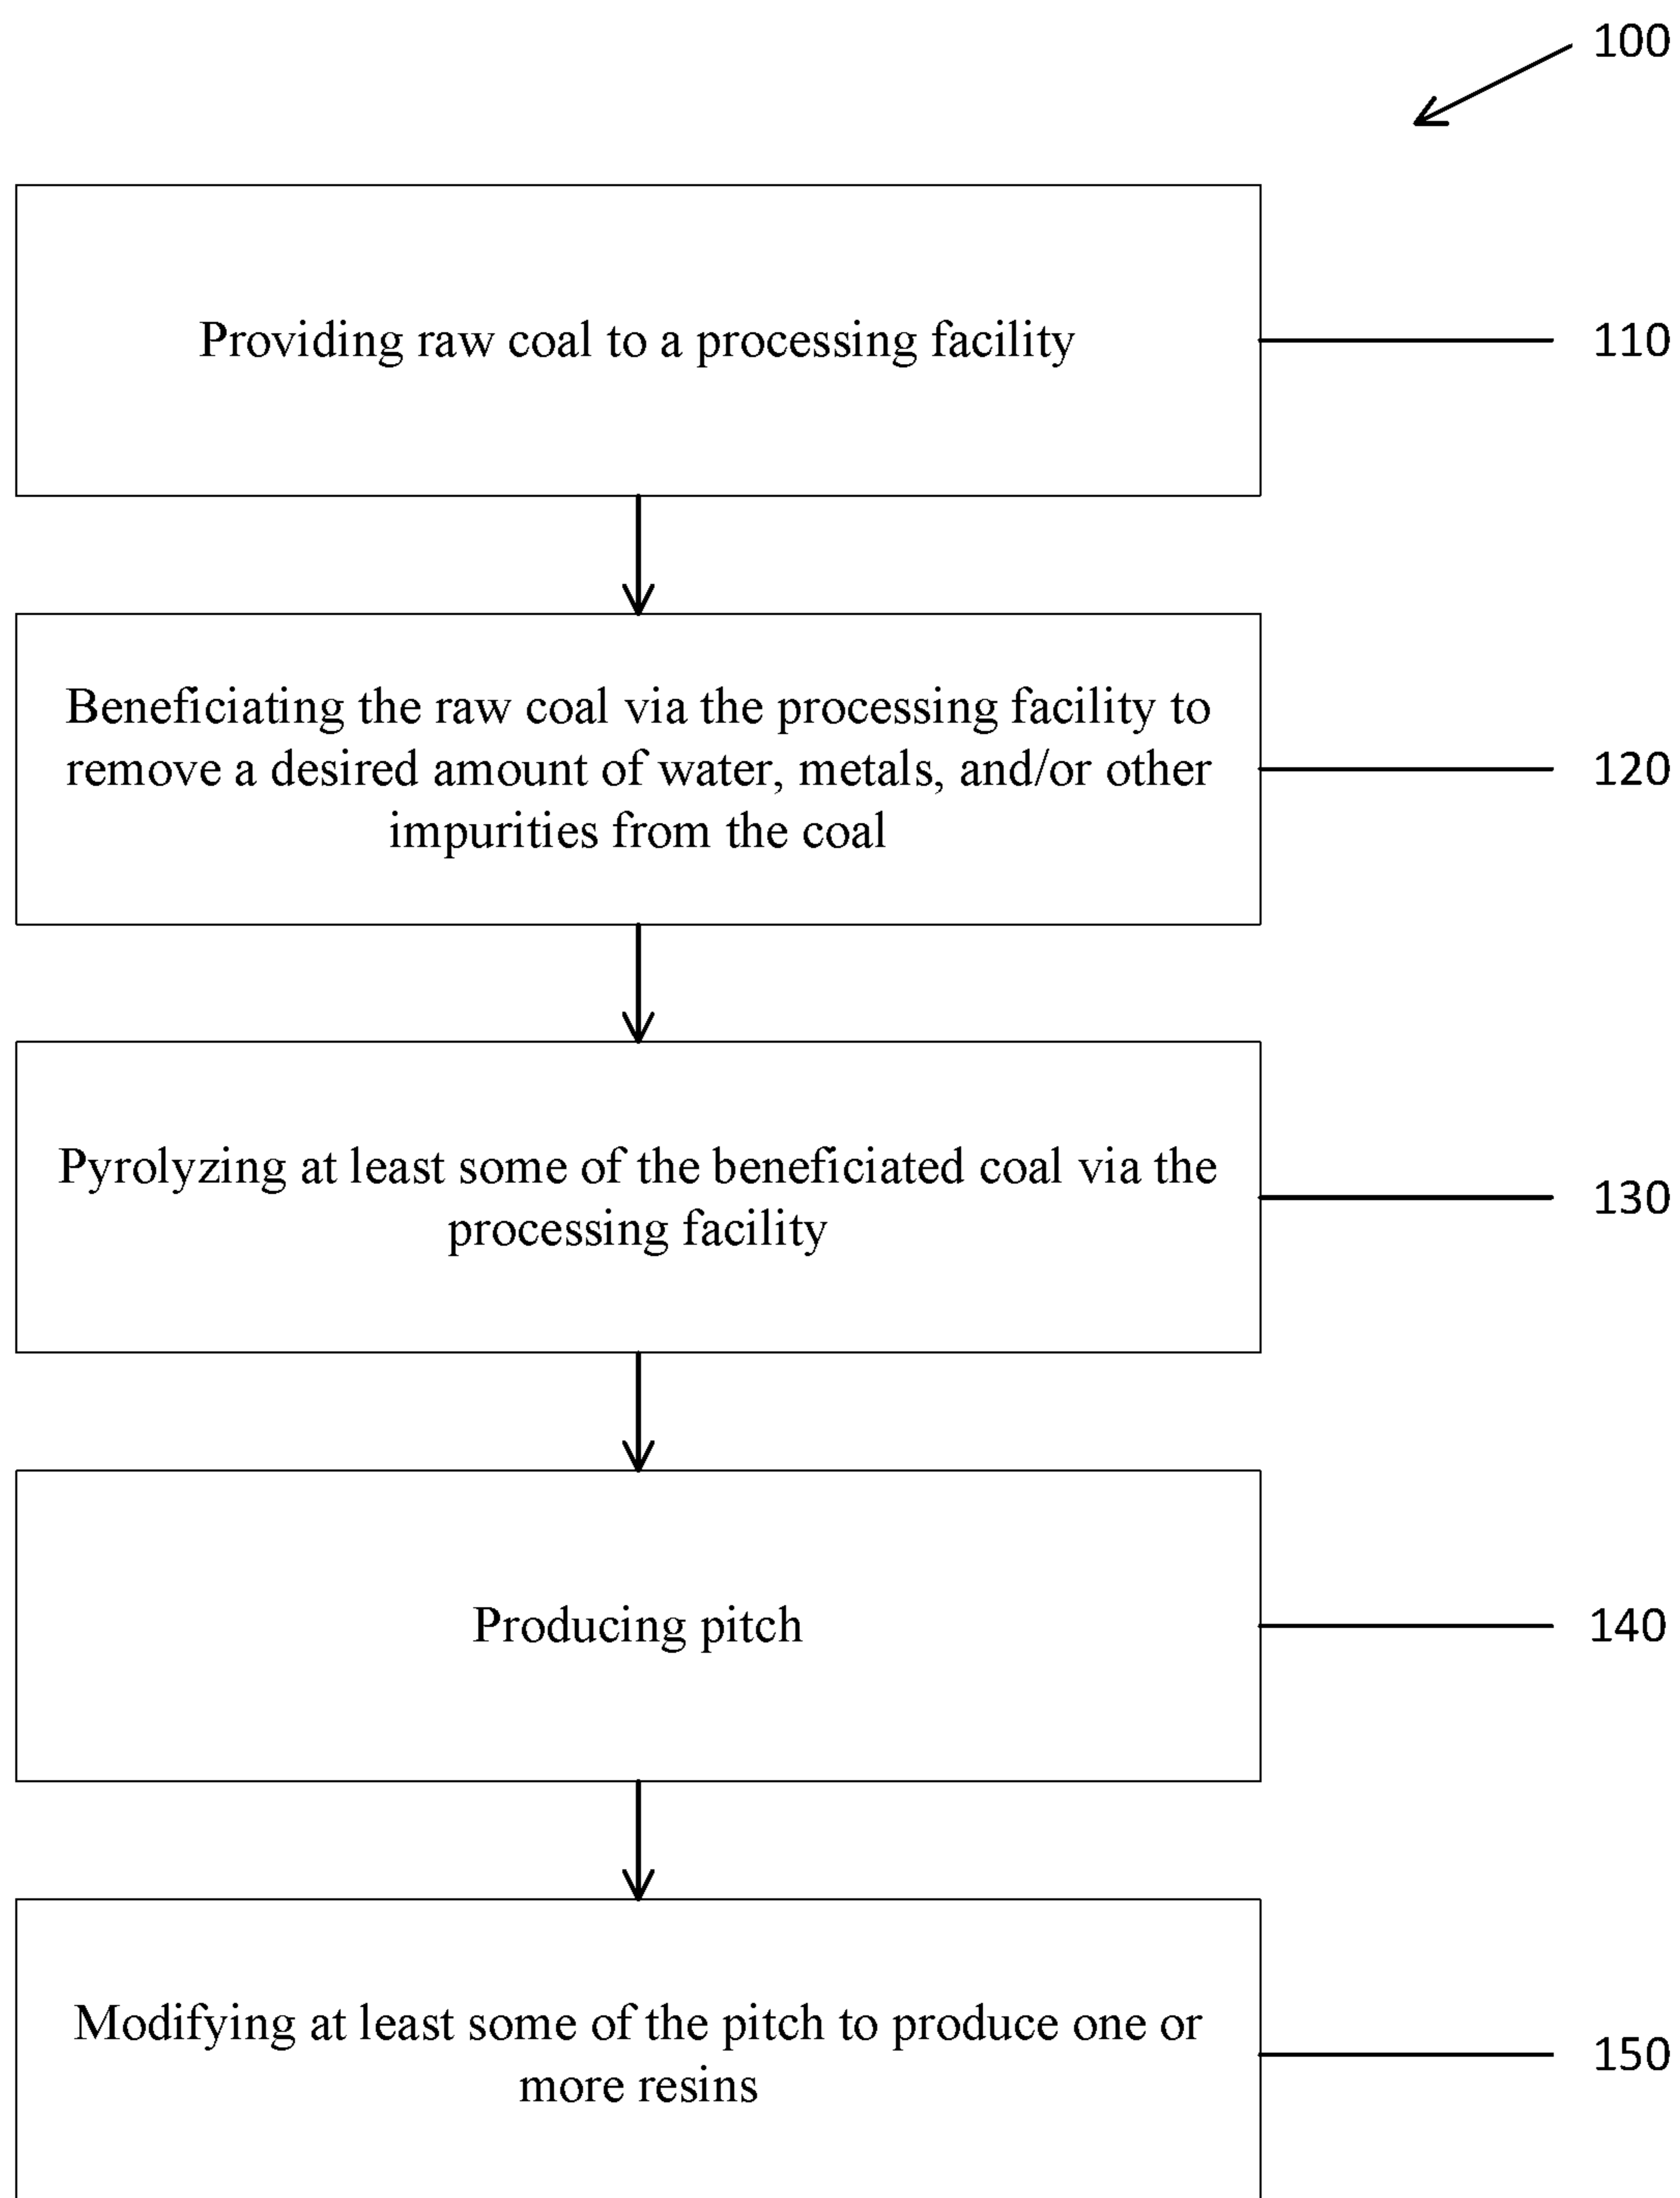 100
Providing raw coal to a processing facility
110
Beneficiating the raw coal via the processing facility to
remove a desired amount of water, metals, and/or other
impurities from the coal
120
Pyrolyzing at least some of the beneficiated coal via the
processing facility
130
Producing pitch
140
Modifying at least some of the pitch to produce one or
more resins
150